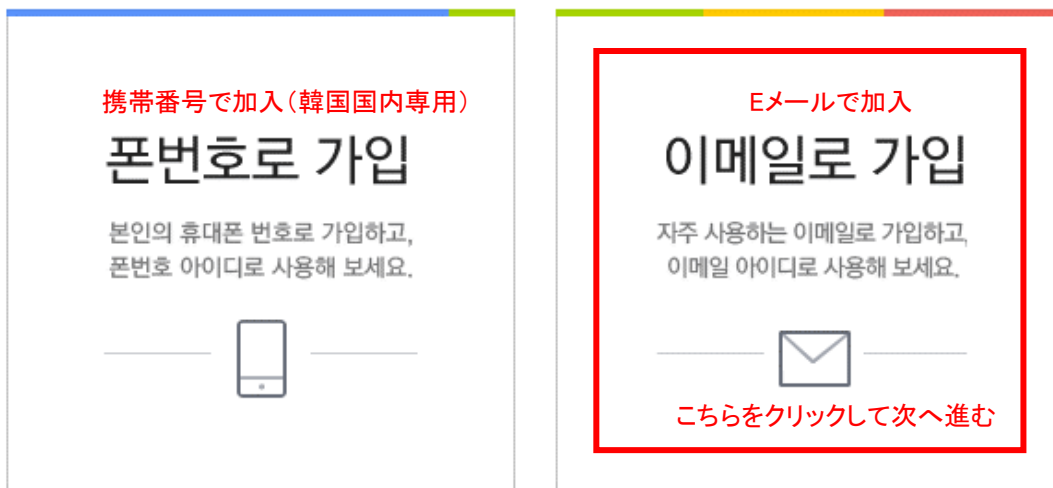 携帯番号で加入（韓国国内専用）
폰번호로 가입
본인의 휴대폰 번호로 가입하고,
폰번호 아이디로 사용해 보세요.
Eメールで加入
이메일로 가입
자주 사용하는 이메일로 가입하고,
이메일 아이디로 사용해 보세요.
こちらをクリックして次へ進む